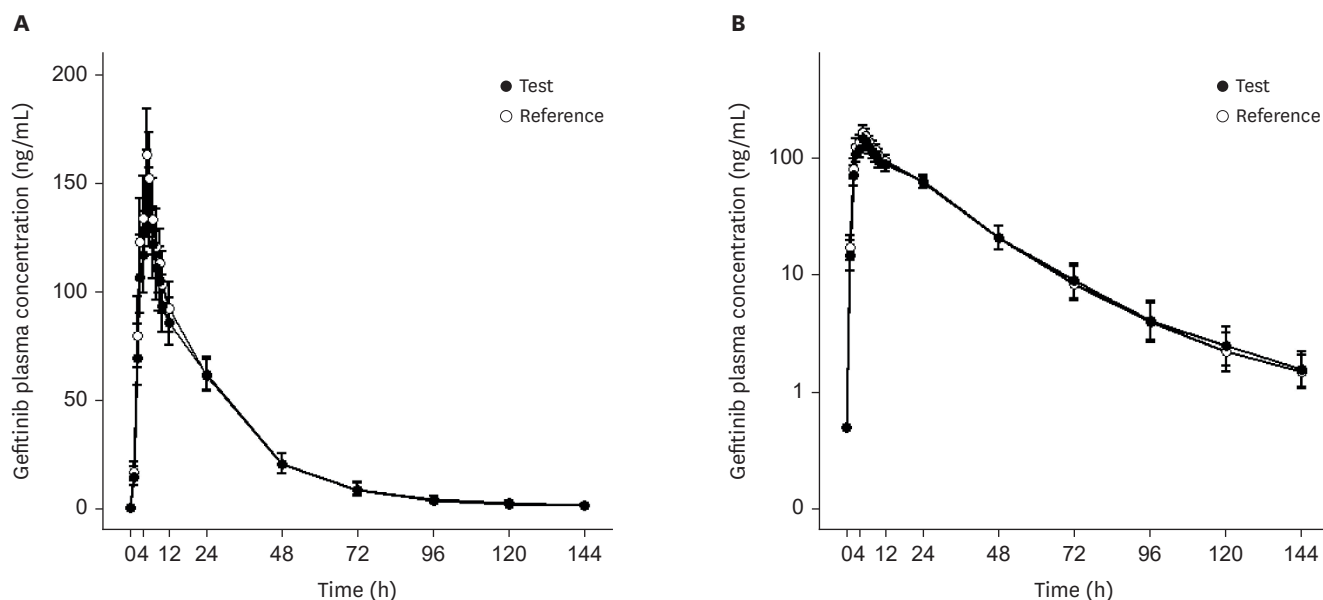 A
Gefitinib plasma concentration (ng/mL)
200
150
100
50
0
Test
Reference
04 12 24 48 72 96 120 144
Time (h)
B
Gefitinib plasma concentration (ng/mL)
100
10
1
0
Test
Reference
04 12 24 48 72 96 120 144
Time (h)